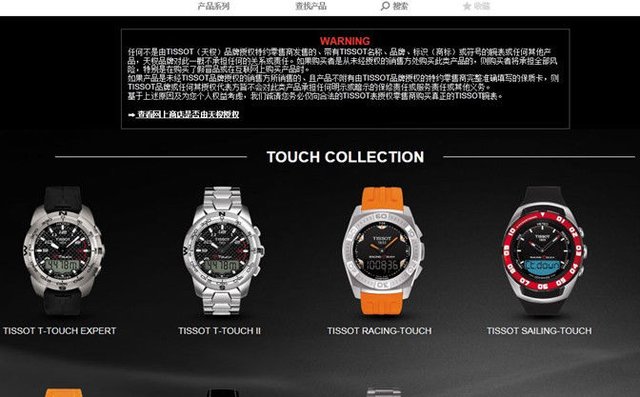 产品系列 查找产品 搜索 收藏
WARNING
任何不是由TISSOT（天梭）品牌授权特约零售商发售的、带有TISSOT名称、品牌、标识（商标）或符号的腕表或任何其他产
品，天梭品牌对此一概不承担任何的关系或责任。如果购买者是从未经授权的销售方处购买此类产品的，则购买者将承担全部风
险，特别是在购买了假冒品或在互联网上购买产品时。
如果产品是未经TISSOT品牌授权的销售方所销售的、且产品不附有由TISSOT品牌授权的特约零售商完整准确填写的保质卡，则
TISSOT品牌或任何其授权代表方皆不会对此类产品承担任何明示或暗示的保验责任或服务责任或其他义务。
基于上述原因及为您个人权益考虑，我们诚请您务必仅向合法的TISSOT表授权零售商购买真正的TISSOT腕表。
查看网上商店是否由天梭授权
TOUCH COLLECTION
TISSOT T-TOUCH EXPERT
TISSOT T-TOUCH II
TISSOT RACING-TOUCH
TISSOT SAILING-TOUCH